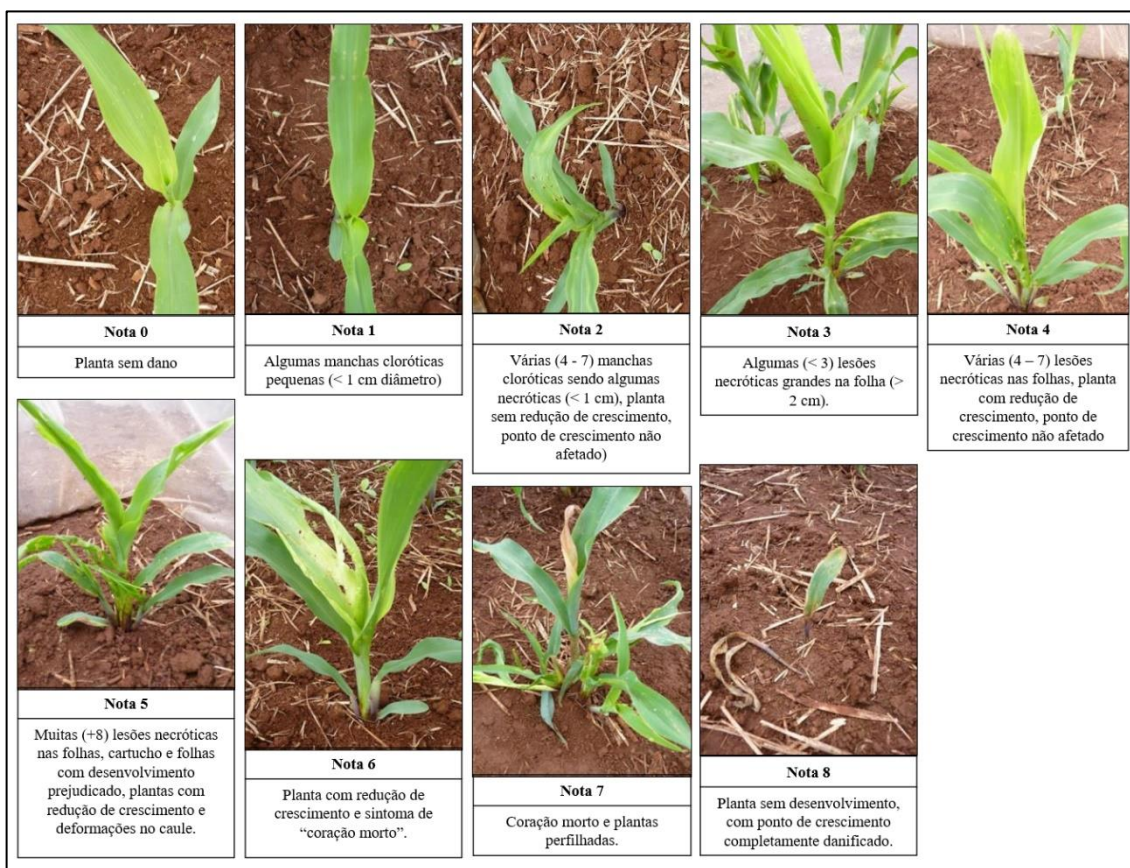 Nota 0
Planta sem dano
Nota 1
Algumas manchas cloróticas
pequenas (< 1 cm diâmetro)
Nota 2
Várias (4 - 7) manchas
cloróticas sendo algumas
necróticas (< 1 cm), planta
sem redução de crescimento,
ponto de crescimento não
afetado)
Nota 3
Algumas (< 3) lesões
necróticas grandes na folha (>
2 cm).
Nota 4
Várias (4 – 7) lesões
necróticas nas folhas, planta
com redução de
crescimento, ponto de
crescimento não afetado
Nota 5
Muitas (+8) lesões necróticas
nas folhas, cartucho e folhas
com desenvolvimento
prejudicado, plantas com
redução de crescimento e
deformações no caule.
Nota 6
Planta com redução de
crescimento e sintoma de
“coração morto”.
Nota 7
Coração morto e plantas
perfilhadas.
Nota 8
Planta sem desenvolvimento,
com ponto de crescimento
completamente danificado.